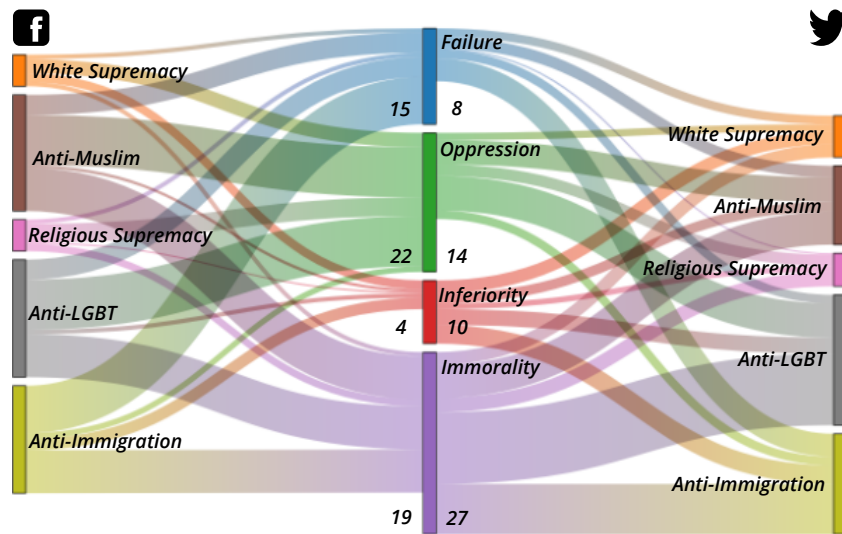 f
Failure
White Supremacy
15 8
White Supremacy
Oppression
Anti-Muslim
Anti-Muslim
Religious Supremacy
22 14
Religious Supremacy
Inferiority
Anti-LGBT
4 10
Anti-LGBT
Immorality
Anti-Immigration
Anti-Immigration
19 27